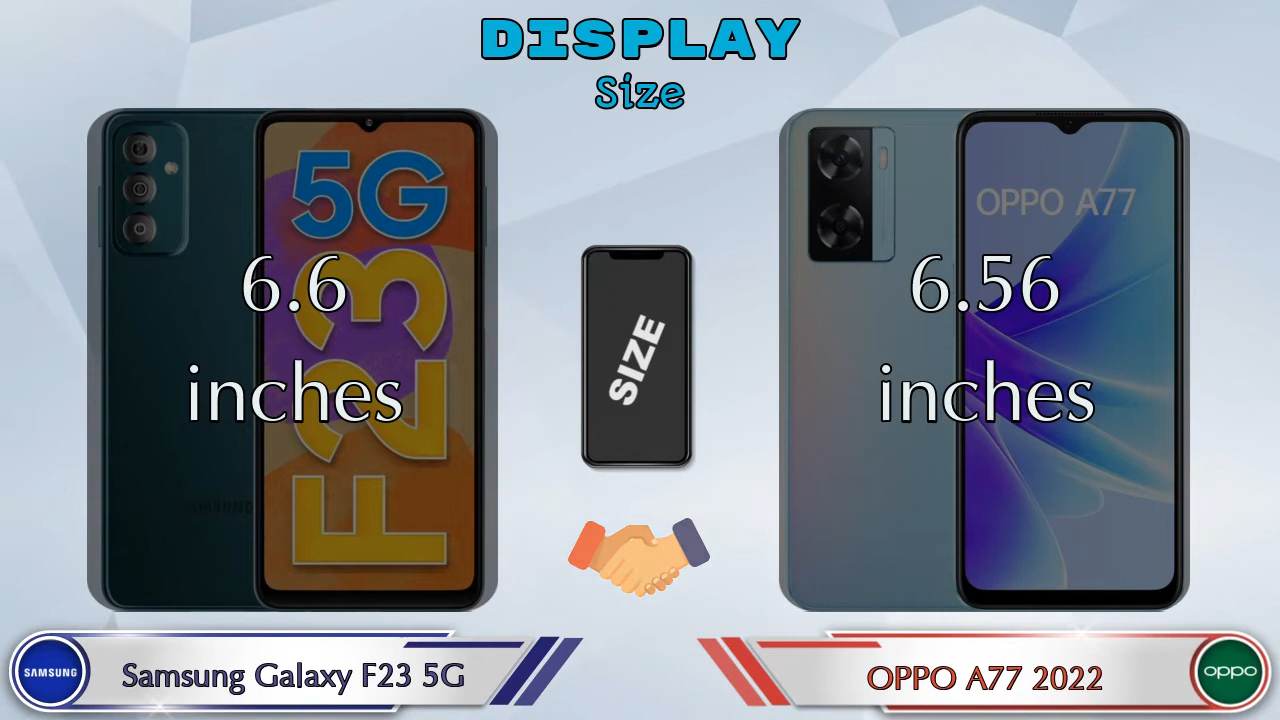 DISPLAY
Size
5G
F23
6.6
inches
SAMSUNG
SIZE
OPPO A77
6.56
inches
SAMSUNG
Samsung Galaxy F23 5G
OPPO A77 2022
oppo